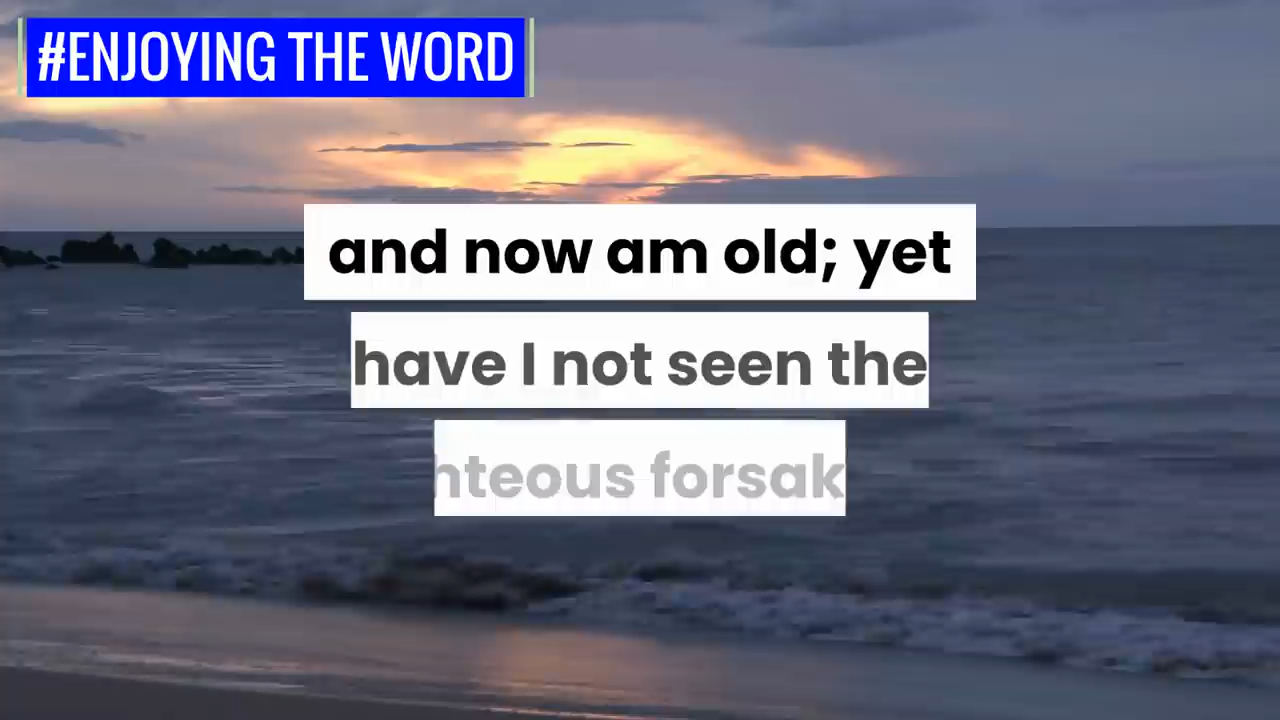 #ENJOYING THE WORD
and now am old; yet
have I not seen the
hteous forsak